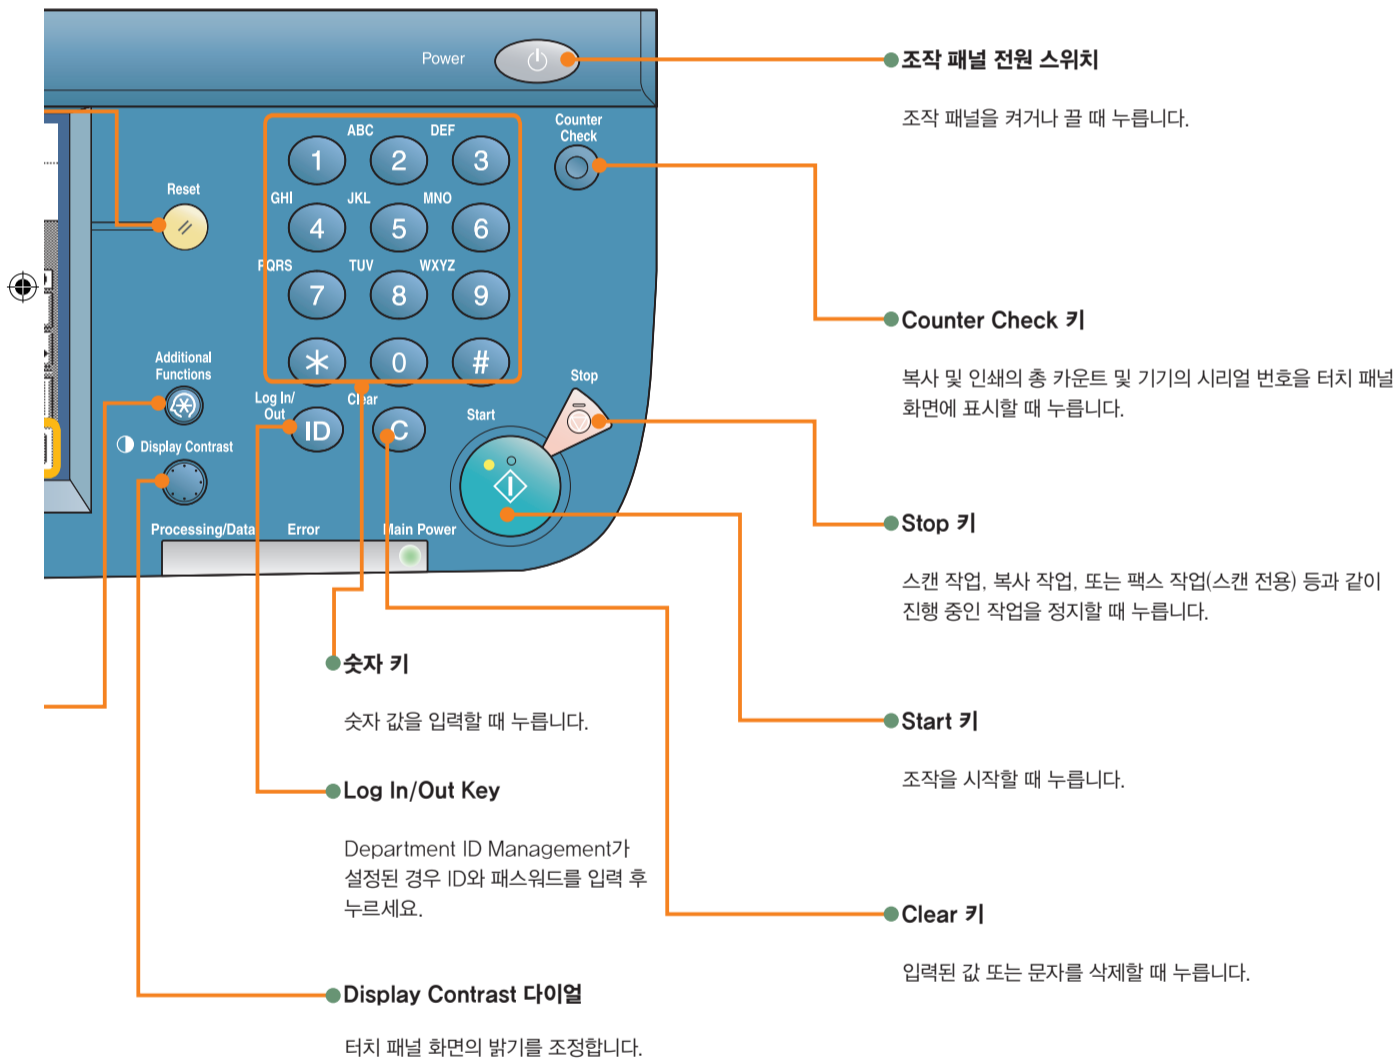 Power
Counter
Check
ABC
DEF
1
2
3
Reset
GHI
JKL
MNO
4
5
6
PQRS
TUV
WXYZ
7
8
9
0
#
Additional
Functions
Log In/
Out
Clear
Start
Stop
ID
C
Display Contrast
Processing/Data
Error
Main Power
조작 패널 전원 스위치
조작 패널을 켜거나 끌 때 누릅니다.
Counter Check 키
복사 및 인쇄의 총 카운트 및 기기의 시리얼 번호을 터치 패널
화면에 표시할 때 누릅니다.
Stop 키
스캔 작업, 복사 작업, 또는 팩스 작업(스캔 전용) 등과 같이
진행 중인 작업을 정지할 때 누릅니다.
Start 키
조작을 시작할 때 누릅니다.
Clear 키
입력된 값 또는 문자를 삭제할 때 누릅니다.
숫자 키
숫자 값을 입력할 때 누릅니다.
Log In/Out Key
Department ID Management가
설정된 경우 ID와 패스워드를 입력 후
누르세요.
Display Contrast 다이얼
터치 패널 화면의 밝기를 조정합니다.